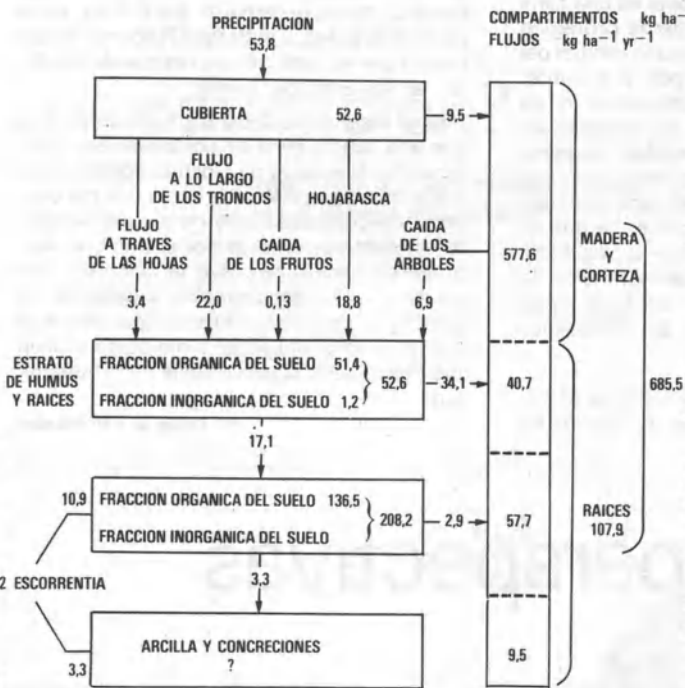 PRECIPITACION
53,8
COMPARTIMENTOS kg ha⁻
FLUJOS kg ha⁻¹ yr⁻¹
CUBIERTA 52,6
9,5
FLUJO
A LO LARGO
DE LOS TRONCOS
HOJARASCA
FLUJO
A TRAVES
DE LAS HOJAS
CAIDA
DE LOS FRUTOS
CAIDA
DE LOS
ARBOLES
577,6
MADERA
Y
CORTEZA
3,4 22,0 0,13 18,8 6,9
ESTRATO
DE HUMUS
Y RAICES
FRACCION ORGANICA DEL SUELO 51,4
FRACCION INORGANICA DEL SUELO 1,2
52,6 34,1 40,7
685,5
17,1
10,9
FRACCION ORGANICA DEL SUELO 136,5
FRACCION INORGANICA DEL SUELO
208,2 2,9 57,7
RAICES
107,9
2 ESCORRENTIA
3,3
ARCILLA Y CONCRECIONES
?
9,5
3,3